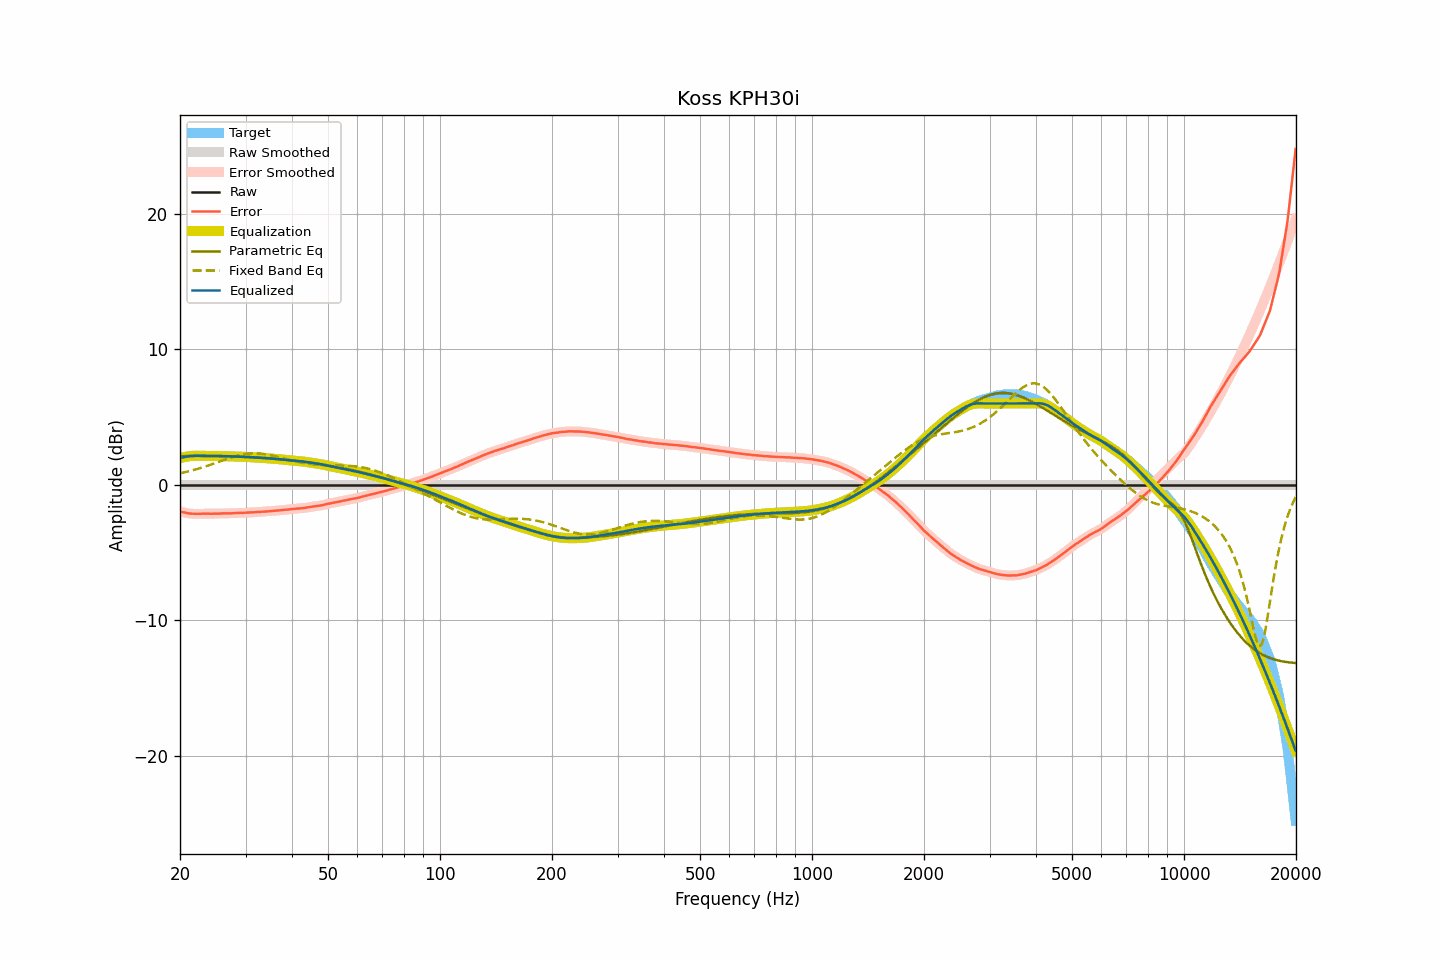 Koss KPH30i
Target
Raw Smoothed
Error Smoothed
Raw
Error
Equalization
Parametric Eq
Fixed Band Eq
Equalized
20
10
0
−10
−20
Amplitude (dBr)
20 50 100 200 500 1000 2000 5000 10000 20000
Frequency (Hz)